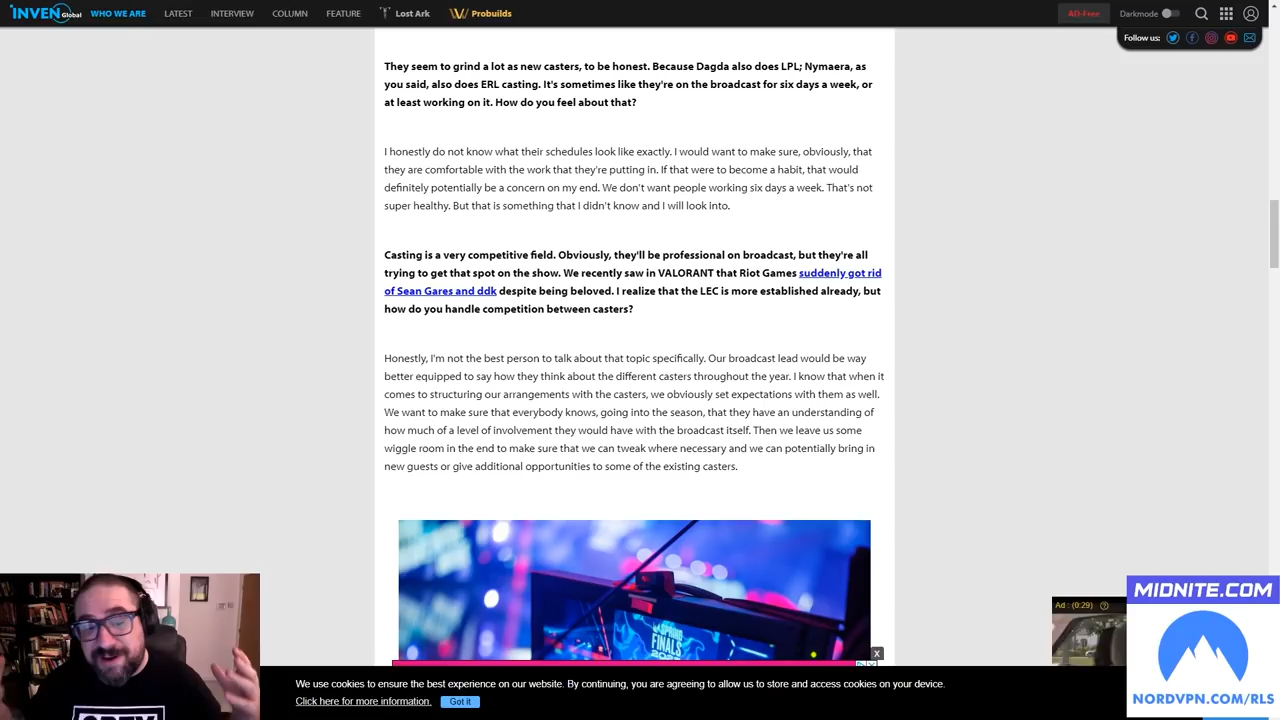 INVEN Global
WHO WE ARE
LATEST
INTERVIEW
COLUMN
FEATURE
Lost Ark
Probuilds
AD-Free
Darkmode
Follow us:
They seem to grind a lot as new casters, to be honest. Because Dagda also does LPL; Nymaera, as
you said, also does ERL casting. It's sometimes like they're on the broadcast for six days a week, or
at least working on it. How do you feel about that?
I honestly do not know what their schedules look like exactly. I would want to make sure, obviously, that
they are comfortable with the work that they're putting in. If that were to become a habit, that would
definitely potentially be a concern on my end. We don't want people working six days a week. That's not
super healthy. But that is something that I didn't know and I will look into.
Casting is a very competitive field. Obviously, they'll be professional on broadcast, but they're all
trying to get that spot on the show. We recently saw in VALORANT that Riot Games suddenly got rid
of Sean Gares and ddk despite being beloved. I realize that the LEC is more established already, but
how do you handle competition between casters?
Honestly, I'm not the best person to talk about that topic specifically. Our broadcast lead would be way
better equipped to say how they think about the different casters throughout the year. I know that when it
comes to structuring our arrangements with the casters, we obviously set expectations with them as well.
We want to make sure that everybody knows, going into the season, that they have an understanding of
how much of a level of involvement they would have with the broadcast itself. Then we leave us some
wiggle room in the end to make sure that we can tweak where necessary and we can potentially bring in
new guests or give additional opportunities to some of the existing casters.
FINALS
X
Ad : (0:29)
MIDNITE.COM
NORDVPN.COM/RLS
We use cookies to ensure the best experience on our website. By continuing, you are agreeing to allow us to store and access cookies on your device.
Click here for more information.
Got it